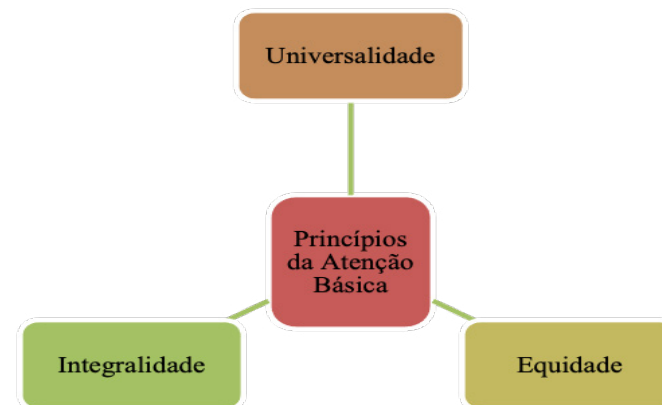 Universalidade
Princípios
da Atenção
Básica
Integralidade
Equidade